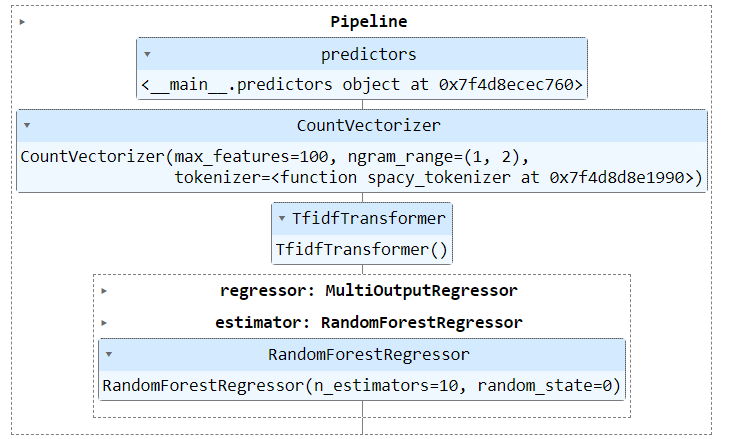 Pipeline
predictors
<__main__.predictors object at 0x7f4d8ecec760>
CountVectorizer
CountVectorizer(max_features=100, ngram_range=(1, 2),
tokenizer=<function spacy_tokenizer at 0x7f4d8d8e1990>)
TfidfTransformer
TfidfTransformer()
regressor: MultiOutputRegressor
estimator: RandomForestRegressor
RandomForestRegressor
RandomForestRegressor(n_estimators=10, random_state=0)